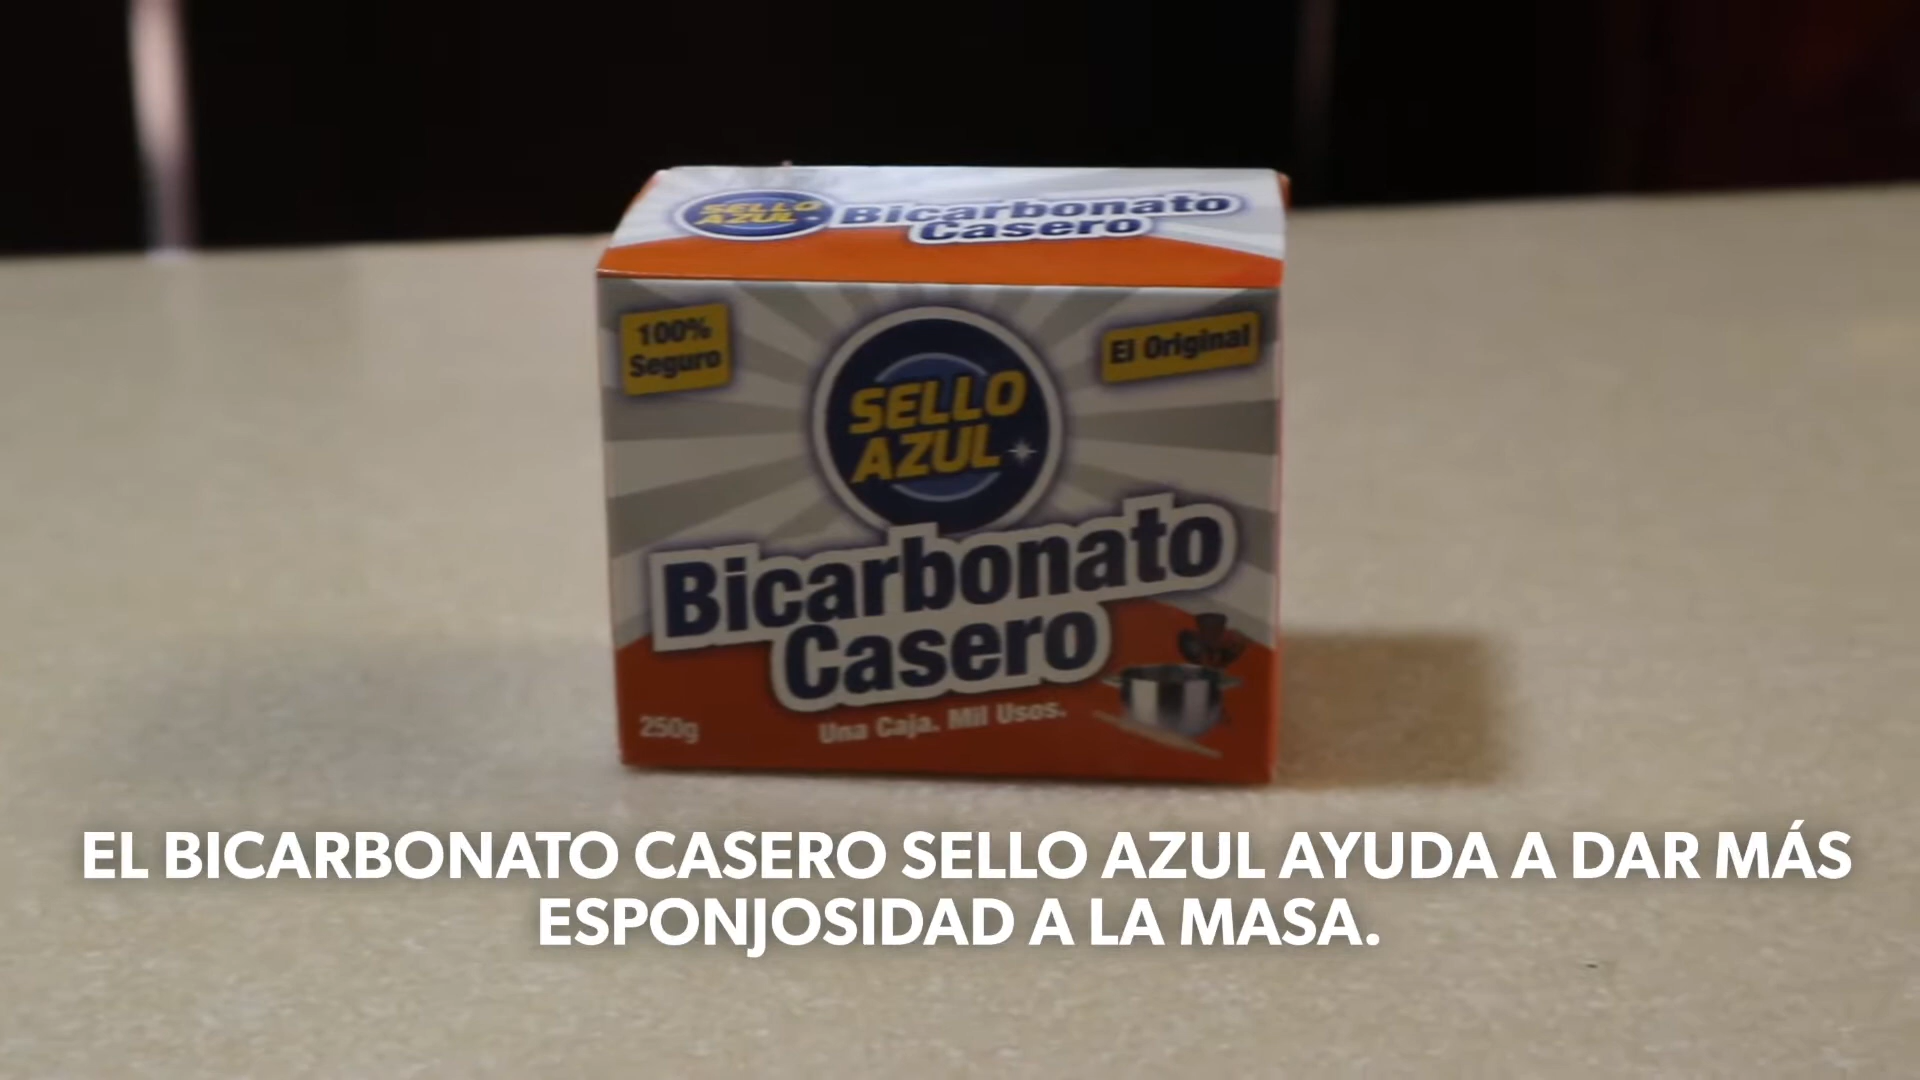 SELLO
AZUL
Bicarbonato
Casero
100%
Seguro
El Original
SELLO
AZUL
Bicarbonato
Casero
250g
Una Caja. Mil Usos.
EL BICARBONATO CASERO SELLO AZUL AYUDA A DAR MÁS
ESPONJOSIDAD A LA MASA.